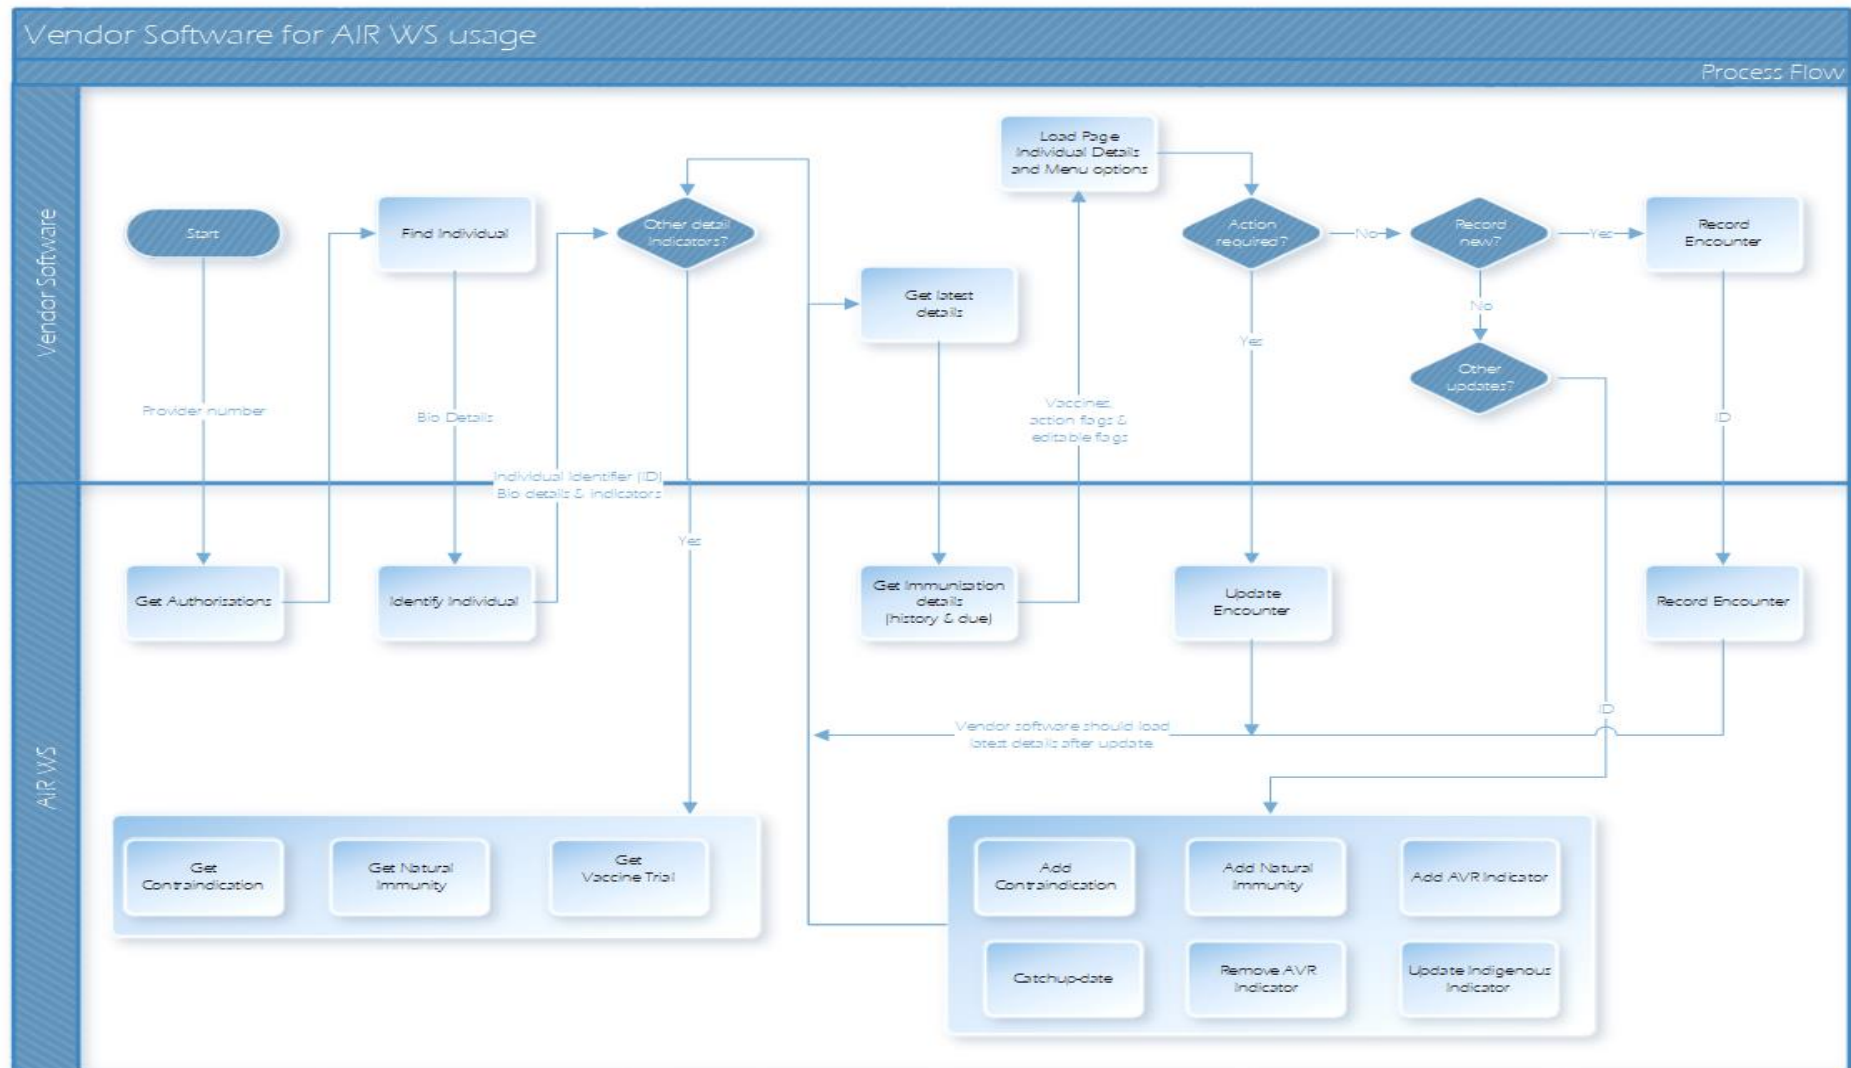 Vendor Software for AIR WS usage
Process Flow
Vendor Software
Start
Find Individual
Other detail
Indicators?
Load Page
Individual Details
and Menu options
Action
required?
No
Record
new?
Yes
Record
Encounter
Get latest
details
No
Yes
Other
updates?
Provider number
Bio Details
Vaccines,
action flags &
editable flags
ID
Individual Identifier (ID)
Bio details & indicators
AIR WS
Yes
Get Authorisations
Identify Individual
Get Immunisation
details
(history & due)
Update
Encounter
Record Encounter
ID
Vendor software should load
latest details after update
Get
Contraindication
Get Natural
Immunity
Get
Vaccine Trial
Add
Contraindication
Add Natural
Immunity
Add AVR Indicator
Catchup-date
Remove AVR
Indicator
Update Indigenous
Indicator